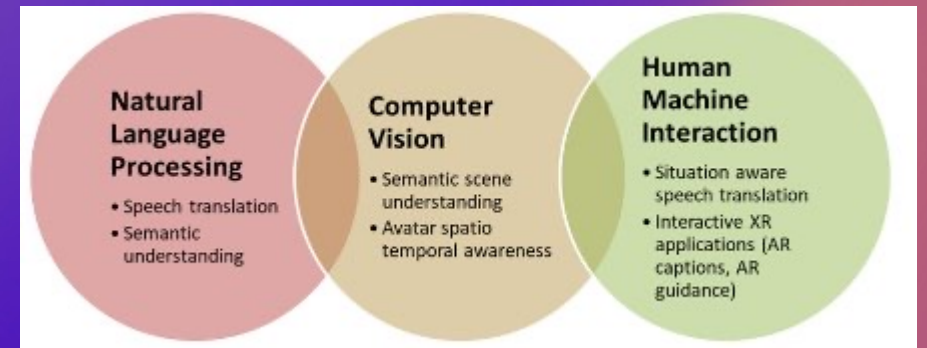 Natural
Language
Processing
• Speech translation
• Semantic
understanding
Computer
Vision
• Semantic scene
understanding
• Avatar spatio
temporal awareness
Human
Machine
Interaction
• Situation aware
speech translation
• Interactive XR
applications (AR
captions, AR
guidance)